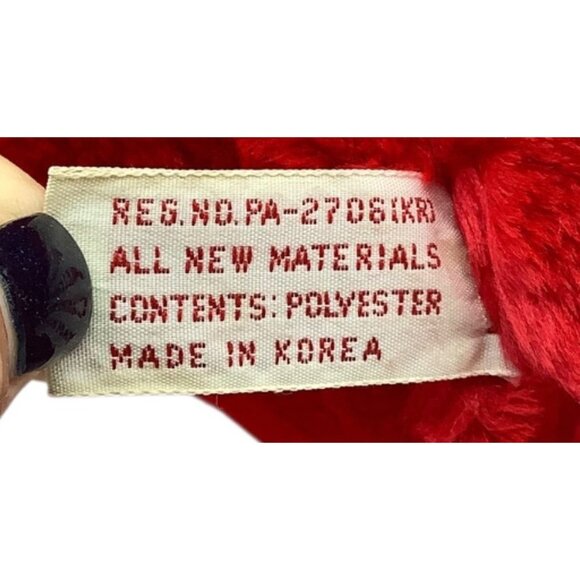 REG.NO.PA-2706(KR)
ALL NEW MATERIALS
CONTENTS: POLYESTER
MADE IN KOREA